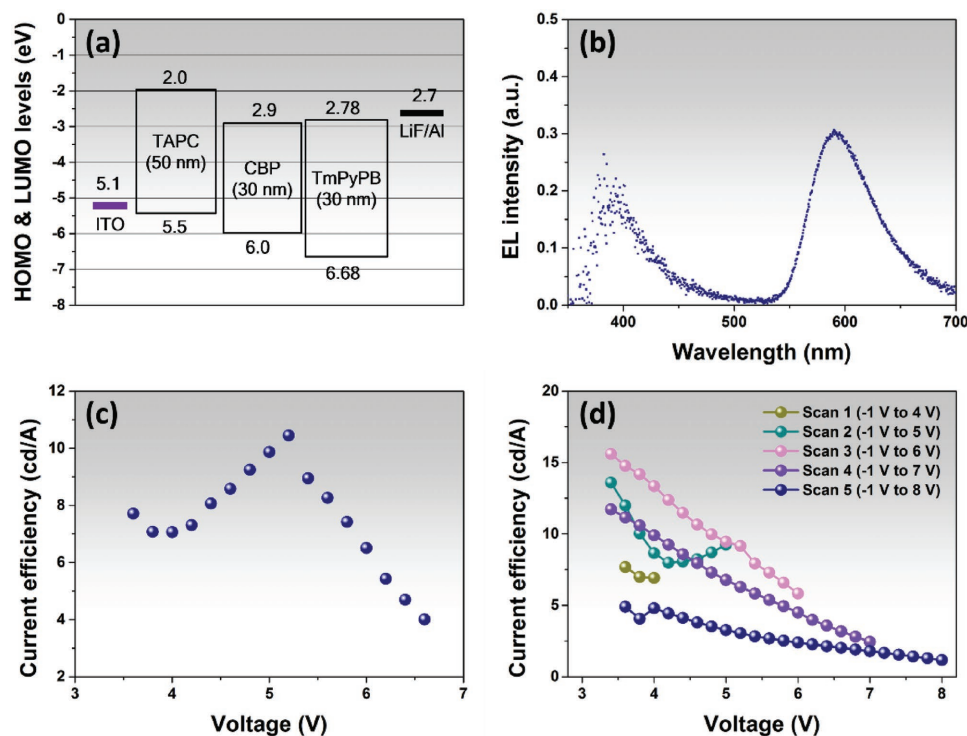 (a)
HOMO & LUMO levels (eV)
0
-1
-2
-3
-4
-5
-6
-7
-8
5.1
ITO
2.0
TAPC
(50 nm)
5.5
2.9
CBP
(30 nm)
6.0
2.78
TmPyPB
(30 nm)
6.68
2.7
LiF/Al
(b)
EL intensity (a.u.)
0.5
0.4
0.3
0.2
0.1
0.0
400 500 600 700
Wavelength (nm)
(c)
Current efficiency (cd/A)
12
10
8
6
4
2
3 4 5 6 7
Voltage (V)
(d)
Current efficiency (cd/A)
20
15
10
5
0
Scan 1 (-1 V to 4 V)
Scan 2 (-1 V to 5 V)
Scan 3 (-1 V to 6 V)
Scan 4 (-1 V to 7 V)
Scan 5 (-1 V to 8 V)
3 4 5 6 7 8
Voltage (V)